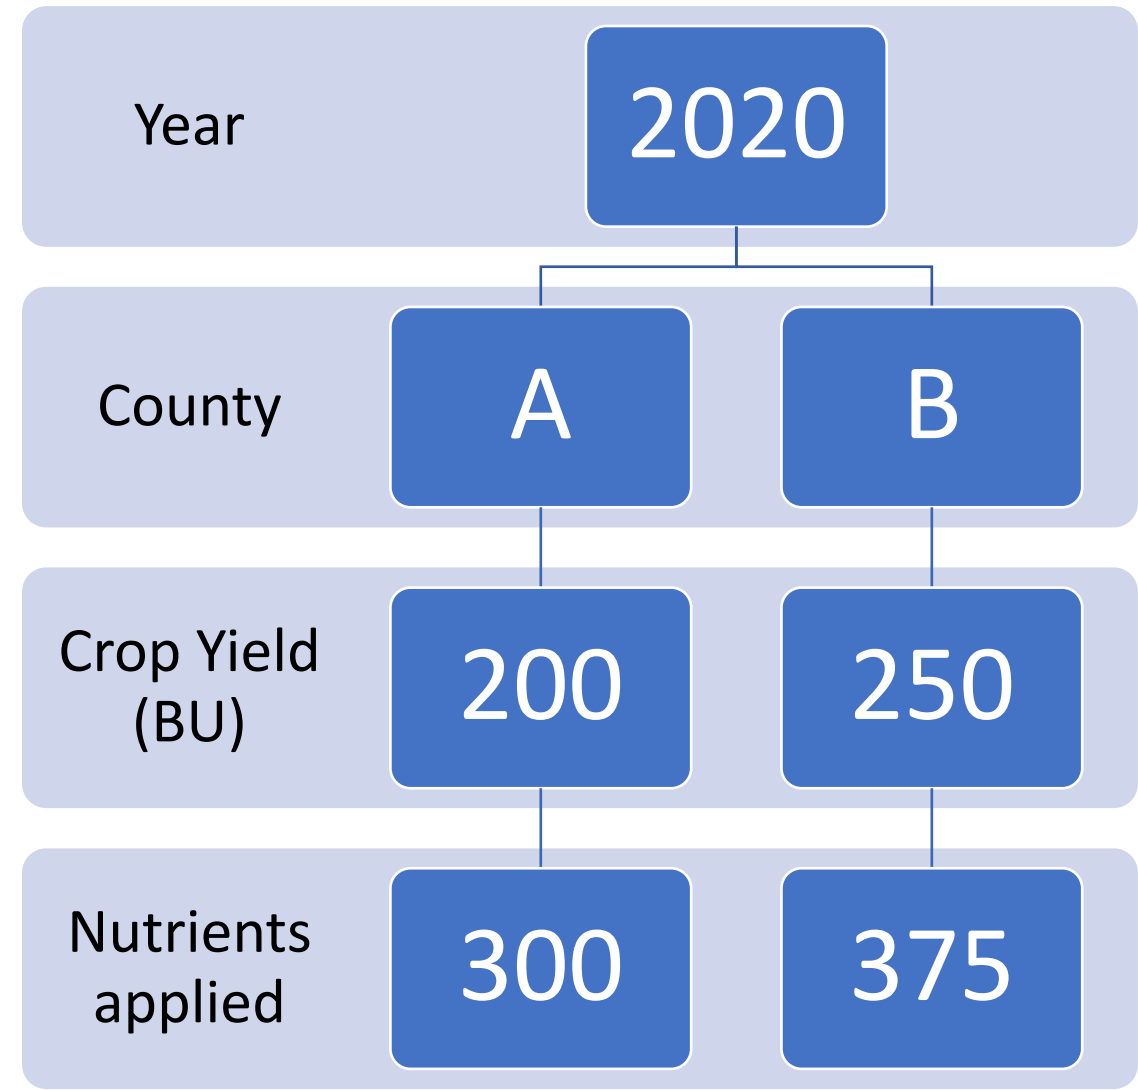 Year
2020
County
A
B
Crop Yield
(BU)
200
250
Nutrients
applied
300
375